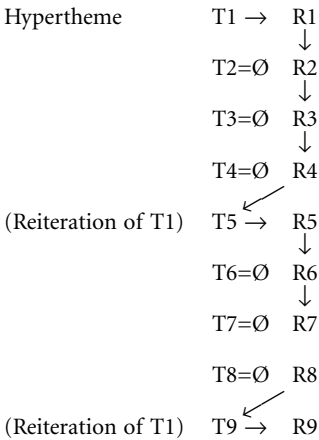 Hypertheme T1 → R1
↓
T2=Ø R2
↓
T3=Ø R3
↓
T4=Ø R4
↙
(Reiteration of T1) T5 → R5
↓
T6=Ø R6
↓
T7=Ø R7
T8=Ø R8
↙
(Reiteration of T1) T9 → R9